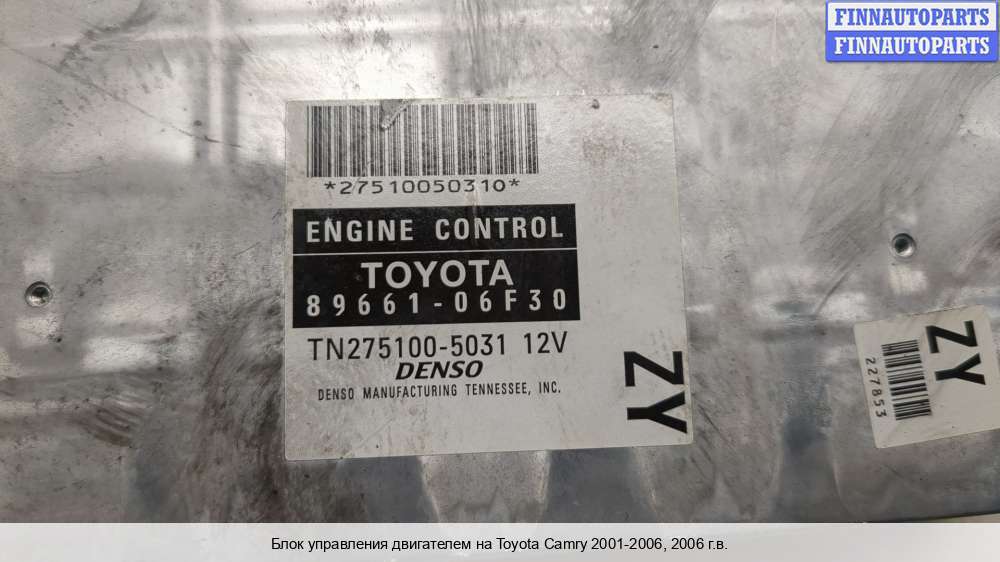 FINNAUTOPARTS
FINNAUTOPARTS
*27510050310*
ENGINE CONTROL
TOYOTA
89661-06F30
TN275100-5031 12V
DENSO
DENSO MANUFACTURING TENNESSEE, INC.
ZY
ZY
227853
Блок управления двигателем на Toyota Camry 2001-2006, 2006 г.в.